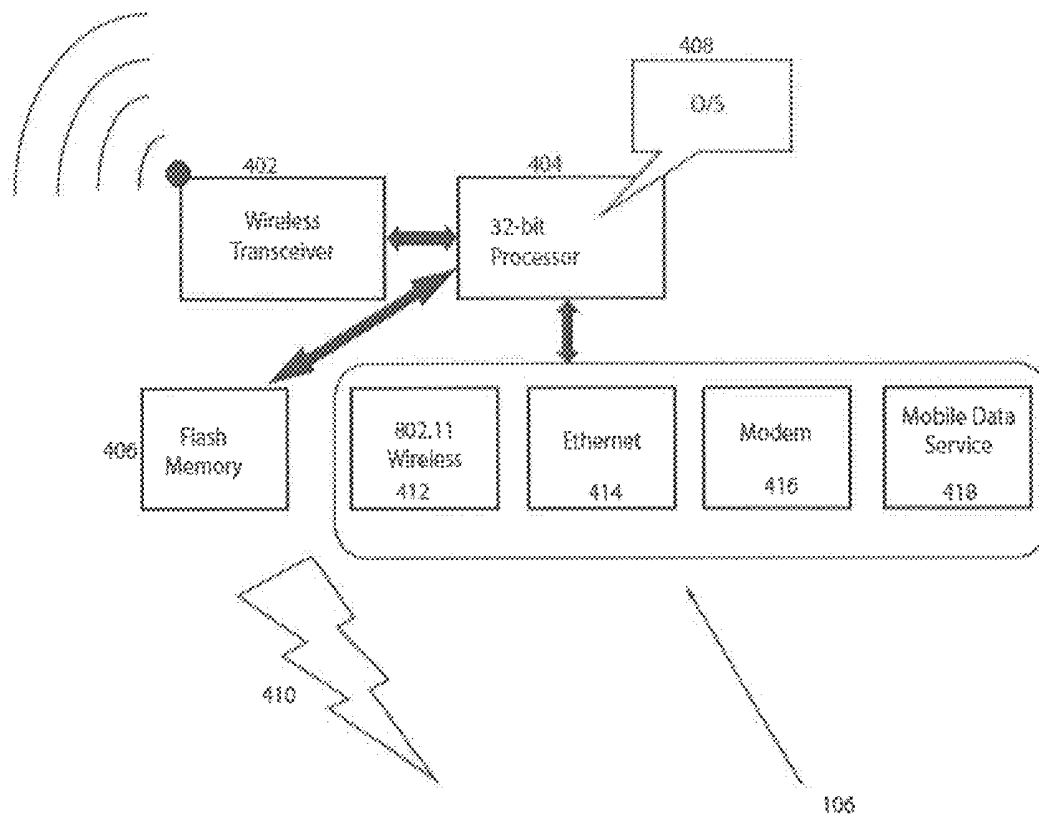 408
O/S
402
404
Wireless
Transceiver
32-bit
Processor
406
Flash
Memory
802.11
Wireless
412
Ethernet
414
Modem
416
Mobile Data
Service
418
410
106